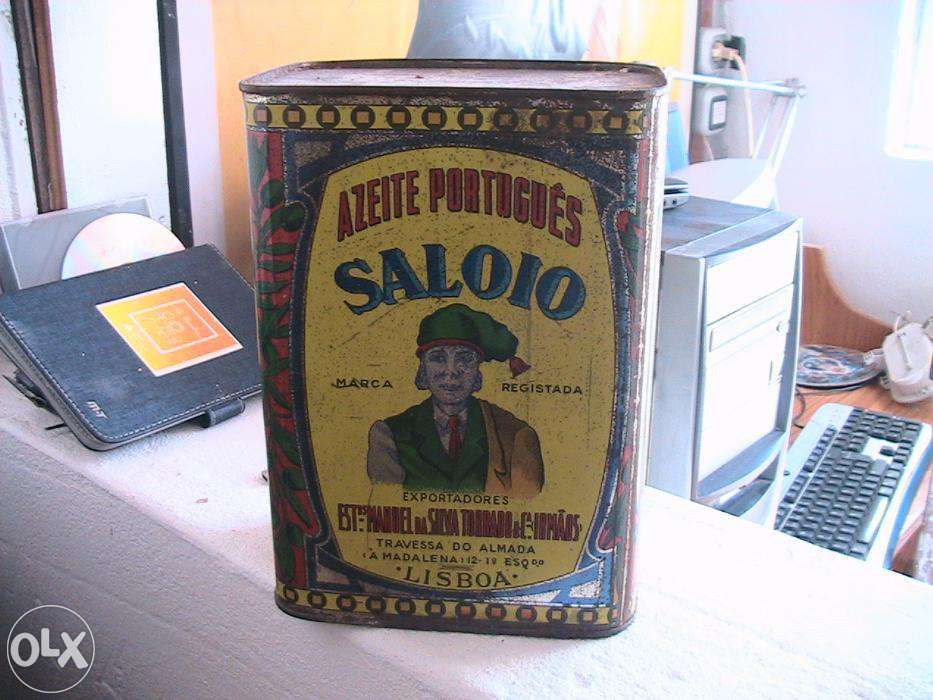 AZEITE PORTUGUÊS
SALOIO
MARCA REGISTADA
EXPORTADORES
ESTOS MANUEL DA SILVA TORRADO & CA. IRMÃOS
TRAVESSA DO ALMADA
(A MADALENA) 12-1º ESQDO
·LISBOA·
OLX